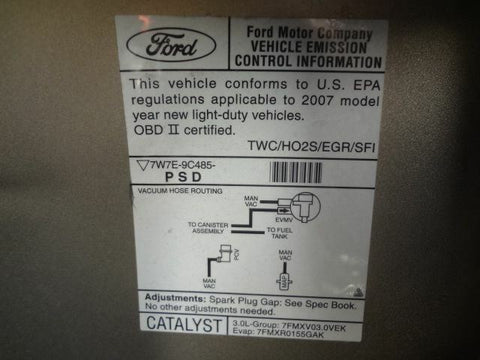 Ford
Ford Motor Company
VEHICLE EMISSION
CONTROL INFORMATION
This vehicle conforms to U.S. EPA
regulations applicable to 2007 model
year new light-duty vehicles.
OBD II certified.
TWC/HO2S/EGR/SFI
▽7W7E-9C485-
PSD
VACUUM HOSE ROUTING
MAN
VAC
EVMV
TO CANISTER
ASSEMBLY
TO FUEL
TANK
MAN
VAC
PCV
MAN
VAC
MAP
Adjustments: Spark Plug Gap: See Spec Book.
No other adjustments needed.
CATALYST
3.0L-Group: 7FMXV03.0VEK
Evap: 7FMXR0155GAK